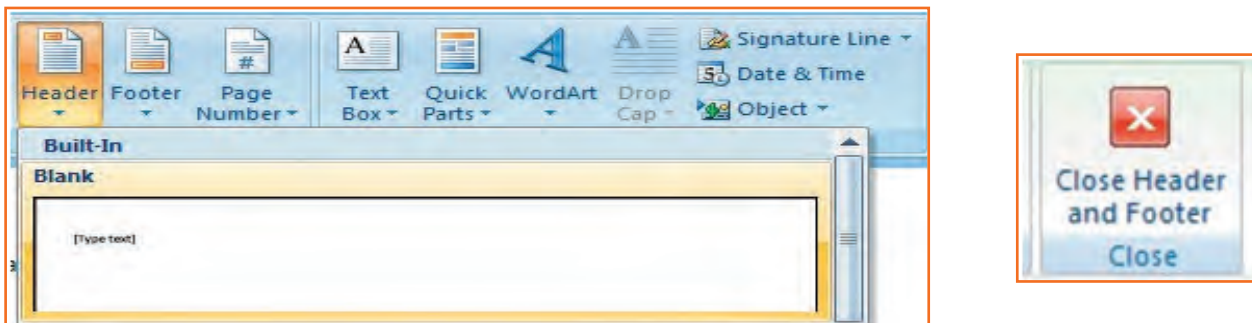 Header Footer Page Number
Text Box Quick Parts WordArt Drop Cap
Signature Line
Date & Time
Object
Built-In
Blank
[Type text]
Close Header
and Footer
Close